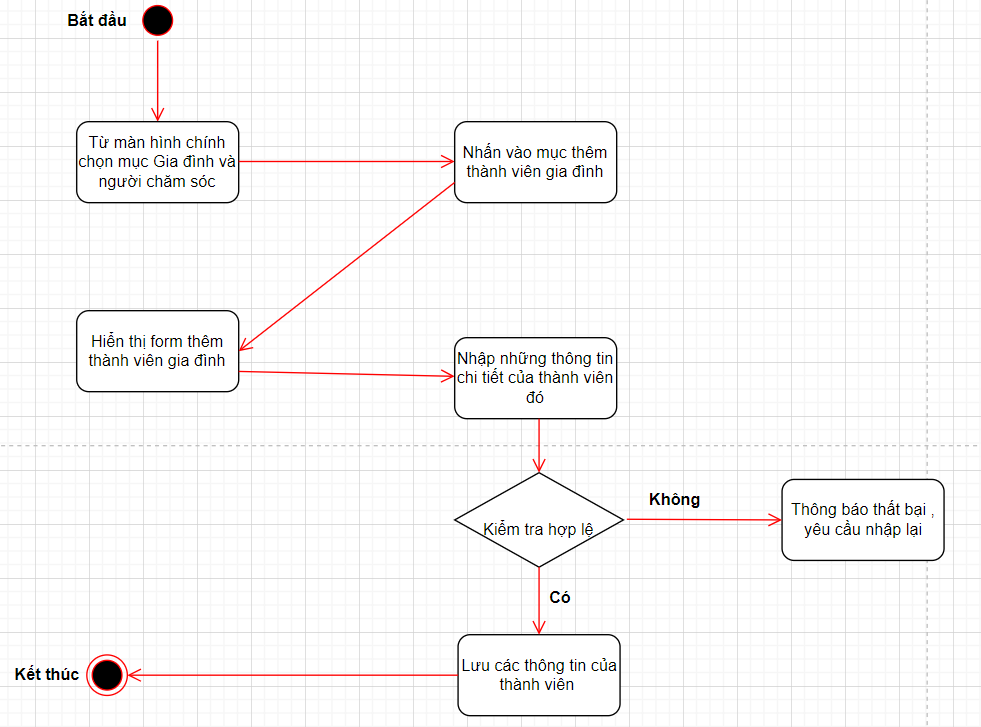 Bắt đầu
Từ màn hình chính
chọn mục Gia đình và
người chăm sóc
Nhấn vào mục thêm
thành viên gia đình
Hiển thị form thêm
thành viên gia đình
Nhập những thông tin
chi tiết của thành viên
đó
Kiểm tra hợp lệ
Không
Thông báo thất bại ,
yêu cầu nhập lại
Có
Lưu các thông tin của
thành viên
Kết thúc